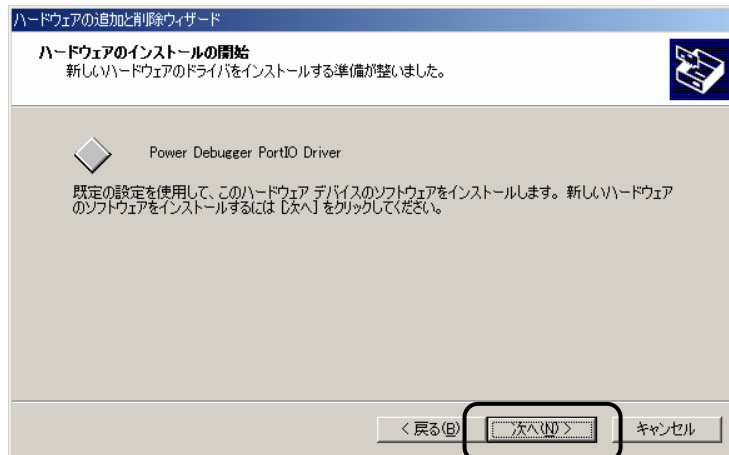 ハードウェアの追加と削除ウィザード
ハードウェアのインストールの開始
新しいハードウェアのドライバをインストールする準備が整いました。
Power Debugger PortIO Driver
既定の設定を使用して、このハードウェア デバイスのソフトウェアをインストールします。新しいハードウェア
のソフトウェアをインストールするには [次へ] をクリックしてください。
< 戻る(B)
次へ(N) >
キャンセル